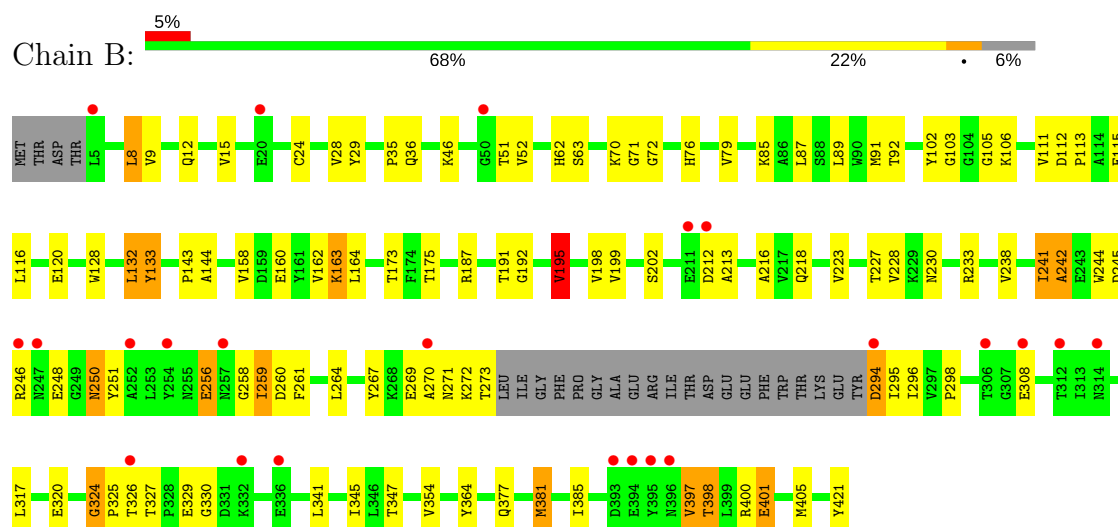 5%
Chain B:
68% 22% • 6%
MET THR ASP THR L5 L8 V9 Q12 V15 E20 C24 V28 Y29 P35 Q36 K46 G50 T51 V52 H62 S63 K70 G71 G72 H76 V79 K85 A86 L87 S88 L89 W90 M91 T92 Y102 G103 G104 G105 K106 V111 D112 P113 A114 E115
L116 E120 W128 L132 Y133 P143 A144 V158 D159 E160 Y161 V162 K163 L164 T173 F174 T175 R187 T191 G192 V195 V198 V199 S202 E211 D212 A213 A216 V217 Q218 V223 T227 V228 K229 N230 R233 V238 I241 A242 E243 W244
R246 N247 E248 G249 N250 Y251 A252 L253 Y254 N255 E256 N257 G258 I259 D260 F261 L264 Y267 K268 E269 A270 N271 K272 T273 LEU ILE GLY PHE PRO GLY ALA GLU ARG ILE THR ASP GLU GLU PHE TRP THR LYS GLU TYR D294 I295 I296 V297 P298 T306 G307 E308 T312 I313 N314
L317 E320 G324 P325 T326 T327 P328 E329 G330 D331 K332 E336 L341 I345 L346 T347 V354 Y364 Q377 M381 I385 D393 E394 Y395 N396 V397 T398 L399 R400 E401 M405 Y421